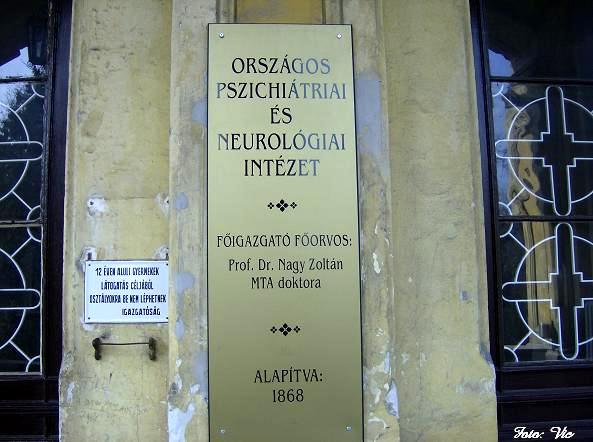 ORSZÁGOS
PSZICHIÁTRIAI
ÉS
NEUROLÓGIAI
INTÉZET
FŐIGAZGATÓ FŐORVOS:
Prof. Dr. Nagy Zoltán
MTA doktora
ALAPÍTVA:
1868
12 ÉVEN ALULI GYERMEKEK
LÁTOGATÁS CÉLJÁBÓL
OSZTÁLYOKRA BE NEM LÉPHETNEK
IGAZGATÓSÁG
Foto: Vic